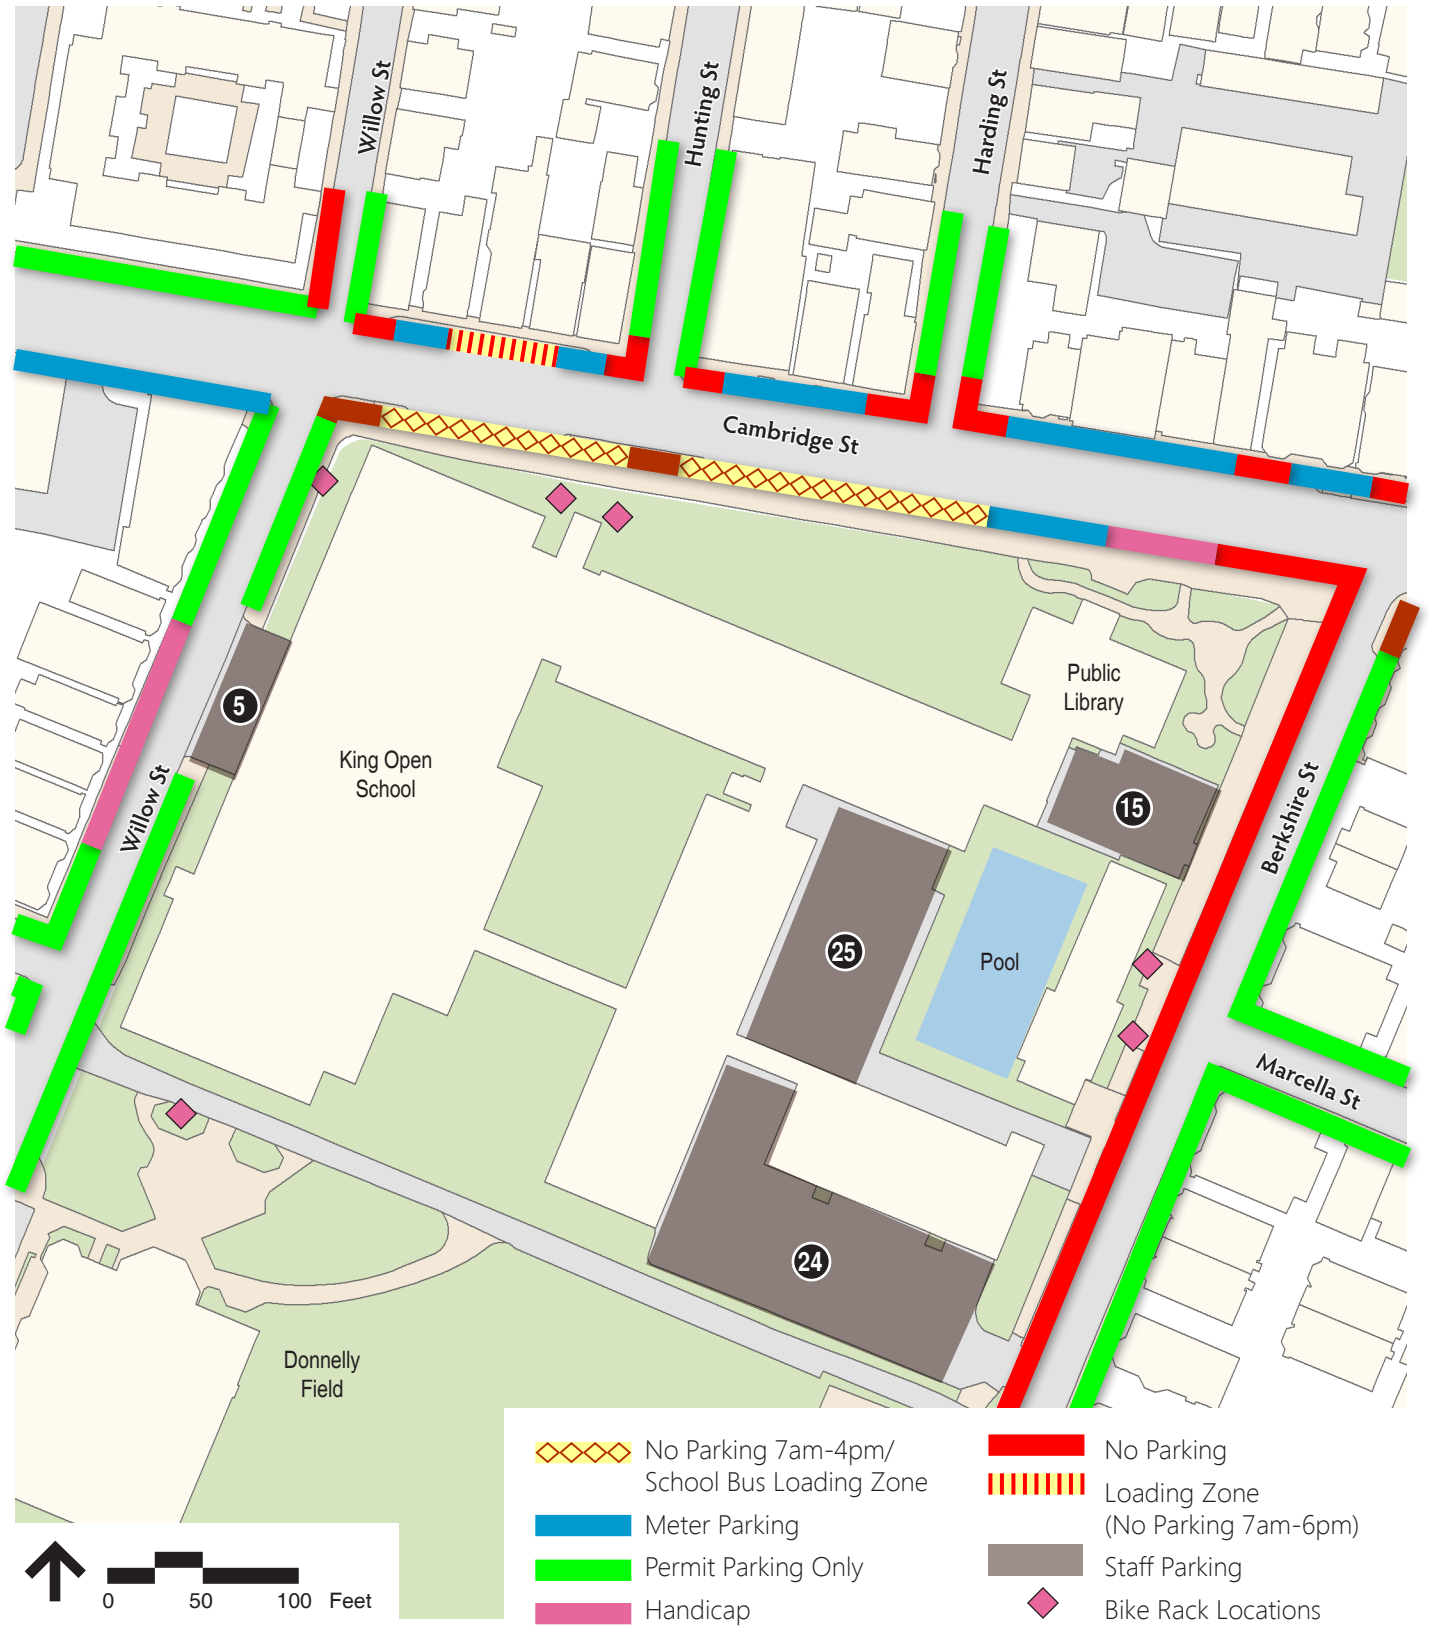 Willow St
Hunting St
Harding St
Cambridge St
Public
Library
5
King Open
School
15
Willow St
Berkshire St
25
Pool
Marcella St
24
Donnelly
Field
No Parking 7am-4pm/
School Bus Loading Zone
Meter Parking
Permit Parking Only
Handicap
No Parking
Loading Zone
(No Parking 7am-6pm)
Staff Parking
Bike Rack Locations
0 50 100 Feet